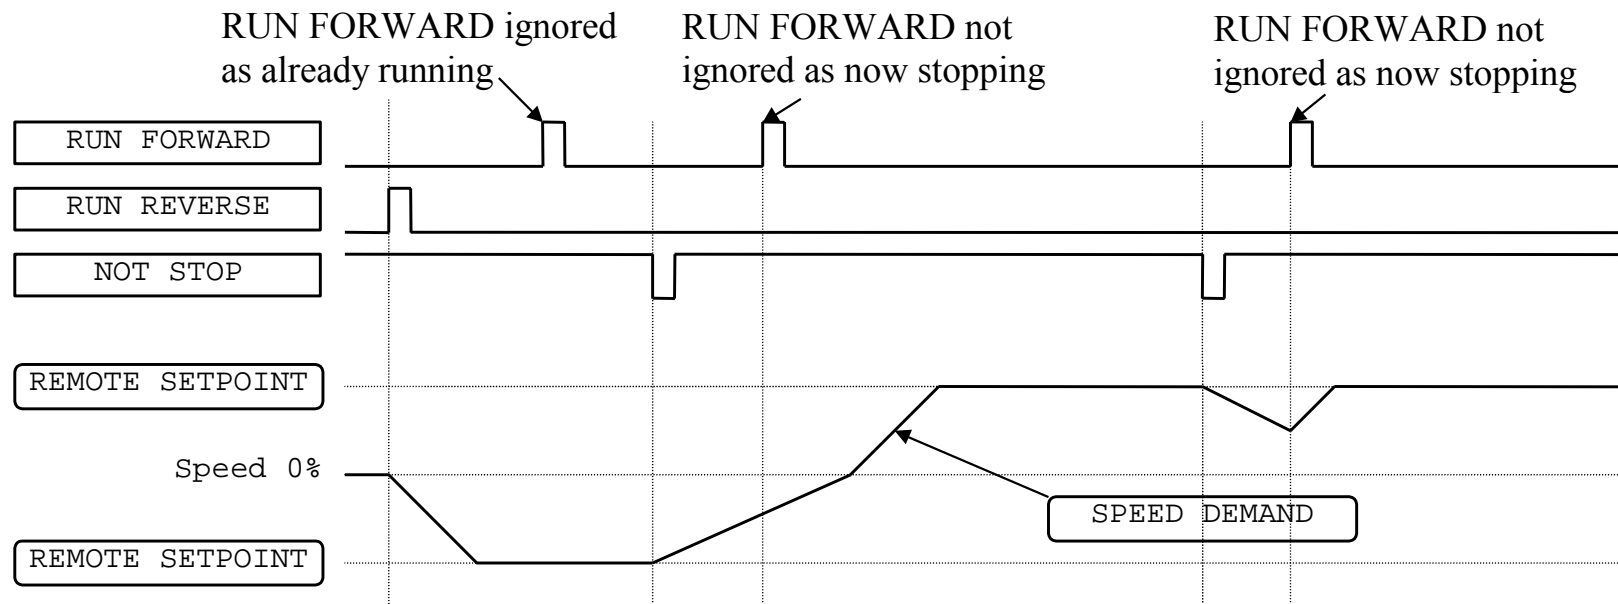 RUN FORWARD ignored
as already running
RUN FORWARD not
ignored as now stopping
RUN FORWARD not
ignored as now stopping
RUN FORWARD
RUN REVERSE
NOT STOP
REMOTE SETPOINT
Speed 0%
SPEED DEMAND
REMOTE SETPOINT